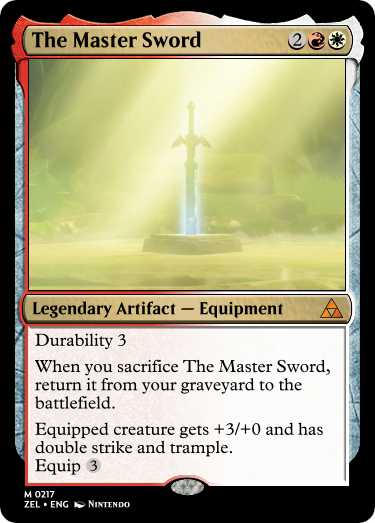 The Master Sword 2
Legendary Artifact — Equipment
Durability 3
When you sacrifice The Master Sword,
return it from your graveyard to the
battlefield.
Equipped creature gets +3/+0 and has
double strike and trample.
Equip 3
M 0217
ZEL • ENG Nintendo